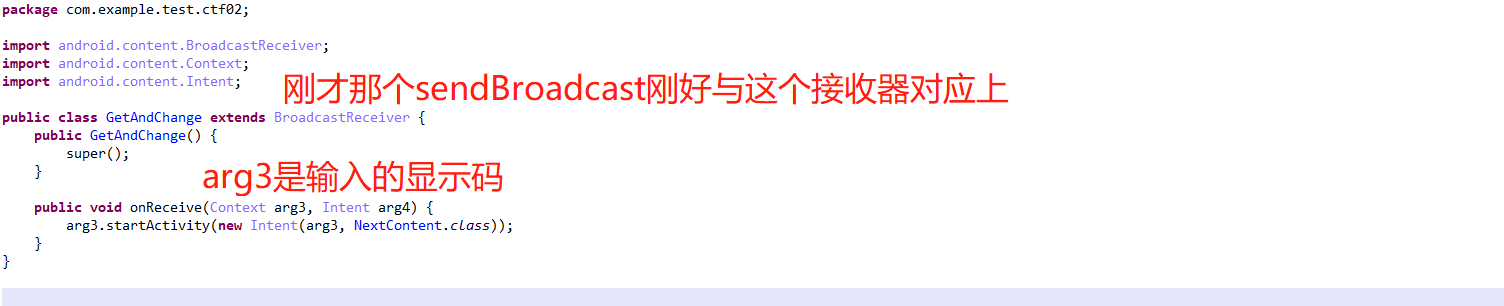 package com.example.test.ctf02;
import android.content.BroadcastReceiver;
import android.content.Context;
import android.content.Intent;
刚才那个sendBroadcast刚好与这个接收器对应上
public class GetAndChange extends BroadcastReceiver {
public GetAndChange() {
super();
}
arg3是输入的显示码
public void onReceive(Context arg3, Intent arg4) {
arg3.startActivity(new Intent(arg3, NextContent.class));
}
}